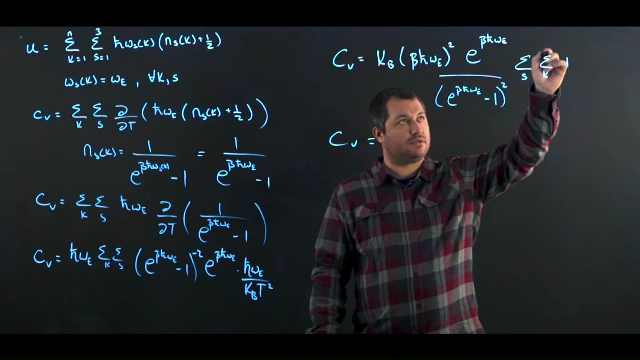 u = Σ_{k=1}^{n} Σ_{s=1}^{3} ħω_s(k) (n_s(k) + 1/2)
ω_s(k) = ω_E , ∀ k, s
C_v = Σ_k Σ_s ∂/∂T (ħω_E (n_s(k) + 1/2))
n_s(k) = 1/(e^{βħω_s(k)} - 1) = 1/(e^{βħω_E} - 1)
C_v = Σ_k Σ_s ħω_E ∂/∂T (1/(e^{βħω_E} - 1))
C_v = ħω_E Σ_k Σ_s (e^{βħω_E} - 1)^{-2} e^{βħω_E} · ħω_E/(k_B T^2)
C_v = k_B (βħω_E)^2 e^{βħω_E}/(e^{βħω_E} - 1)^2 Σ_s Σ_k 1
C_v =